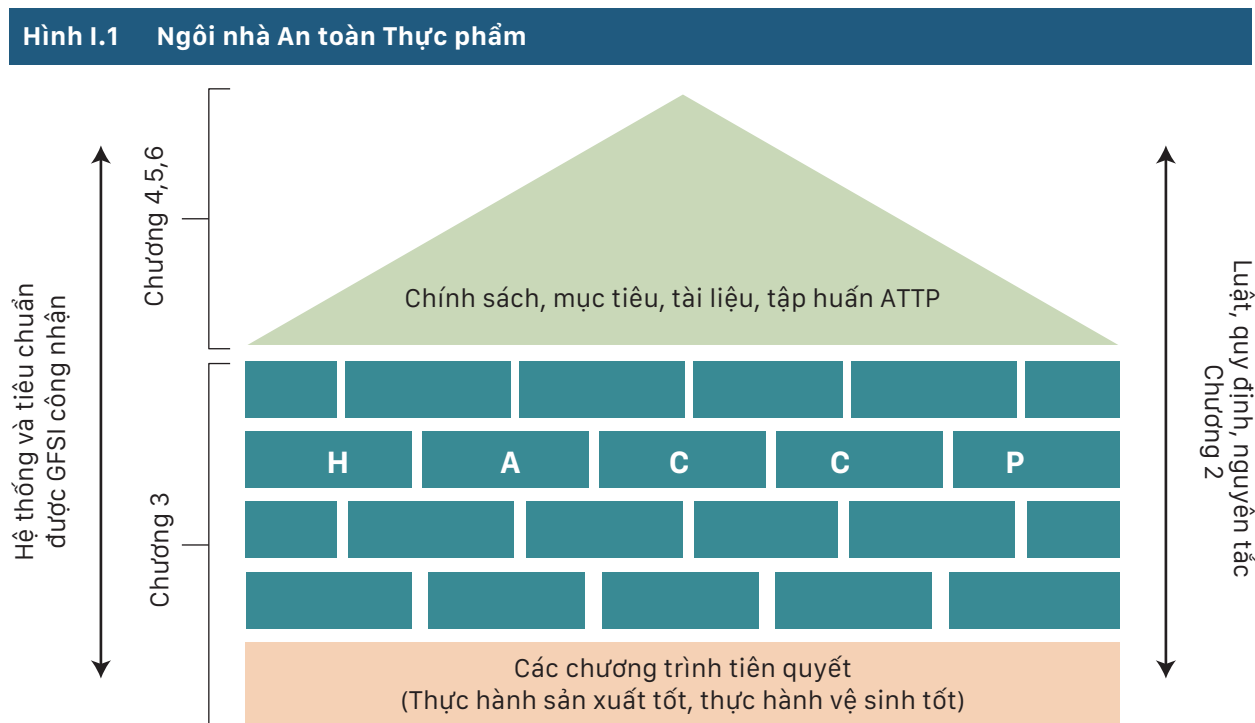 Hình I.1 Ngôi nhà An toàn Thực phẩm
Hệ thống và tiêu chuẩn
được GFSI công nhận
Chương 4,5,6
Chính sách, mục tiêu, tài liệu, tập huấn ATTP
Chương 3
H A C C P
Các chương trình tiên quyết
(Thực hành sản xuất tốt, thực hành vệ sinh tốt)
Luật, quy định, nguyên tắc
Chương 2